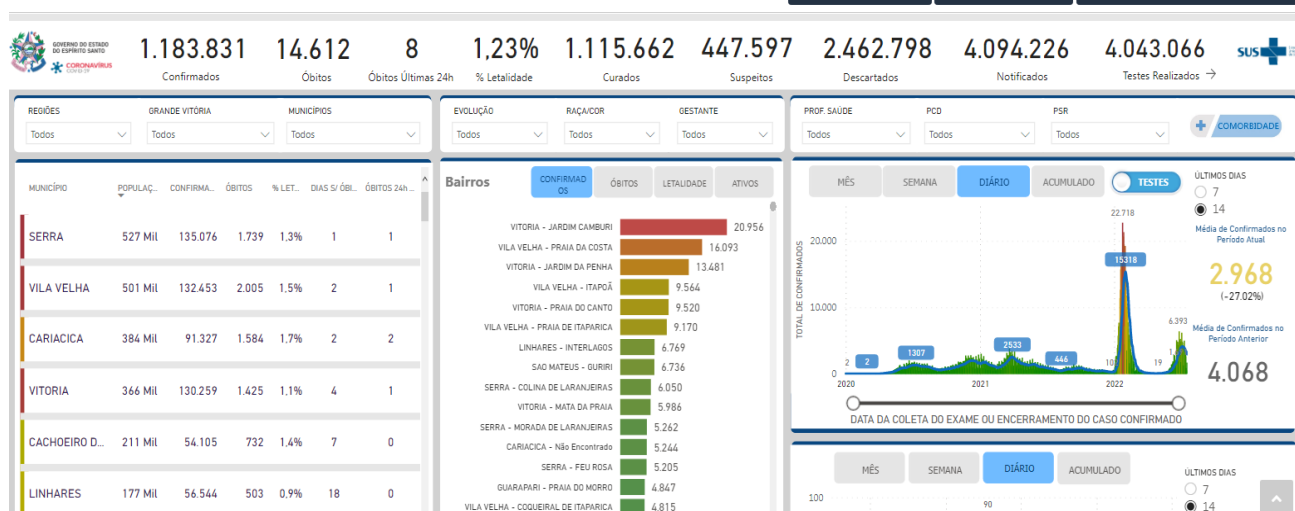 GOVERNO DO ESTADO
DO ESPÍRITO SANTO
CORONAVÍRUS
COVID-19
1.183.831
Confirmados
14.612
Óbitos
8
Óbitos Últimas 24h
1,23%
% Letalidade
1.115.662
Curados
447.597
Suspeitos
2.462.798
Descartados
4.094.226
Notificados
4.043.066
Testes Realizados →
SUS
REGIÕES GRANDE VITÓRIA MUNICÍPIOS
Todos Todos Todos
EVOLUÇÃO RAÇA/COR GESTANTE
Todos Todos Todos
PROF. SAÚDE PCD PSR
Todos Todos Todos
COMORBIDADE
MUNICÍPIO POPULAÇ... CONFIRMA... ÓBITOS % LET... DIAS S/ ÓBI... ÓBITOS 24h ...
SERRA 527 Mil 135.076 1.739 1,3% 1 1
VILA VELHA 501 Mil 132.453 2.005 1,5% 2 1
CARIACICA 384 Mil 91.327 1.584 1,7% 2 2
VITORIA 366 Mil 130.259 1.425 1,1% 4 1
CACHOEIRO D... 211 Mil 54.105 732 1,4% 7 0
LINHARES 177 Mil 56.544 503 0,9% 18 0
Bairros
CONFIRMAD
OS
ÓBITOS
LETALIDADE
ATIVOS
VITORIA - JARDIM CAMBURI 20.956
VILA VELHA - PRAIA DA COSTA 16.093
VITORIA - JARDIM DA PENHA 13.481
VILA VELHA - ITAPOÃ 9.564
VITORIA - PRAIA DO CANTO 9.520
VILA VELHA - PRAIA DE ITAPARICA 9.170
LINHARES - INTERLAGOS 6.769
SAO MATEUS - GURIRI 6.736
SERRA - COLINA DE LARANJEIRAS 6.050
VITORIA - MATA DA PRAIA 5.986
SERRA - MORADA DE LARANJEIRAS 5.262
CARIACICA - Não Encontrado 5.244
SERRA - FEU ROSA 5.205
GUARAPARI - PRAIA DO MORRO 4.847
VILA VELHA - COQUEIRAL DE ITAPARICA 4.815
MÊS SEMANA DIÁRIO ACUMULADO TESTES
ÚLTIMOS DIAS
7
14
Média de Confirmados no
Período Atual
2.968
(-27.02%)
Média de Confirmados no
Período Anterior
4.068
TOTAL DE CONFIRMADOS
20.000
10.000
0
22.718
15318
6.393
2 2 1307 2533 446 19
2020 2021 2022
DATA DA COLETA DO EXAME OU ENCERRAMENTO DO CASO CONFIRMADO
MÊS SEMANA DIÁRIO ACUMULADO
ÚLTIMOS DIAS
7
14
100
90